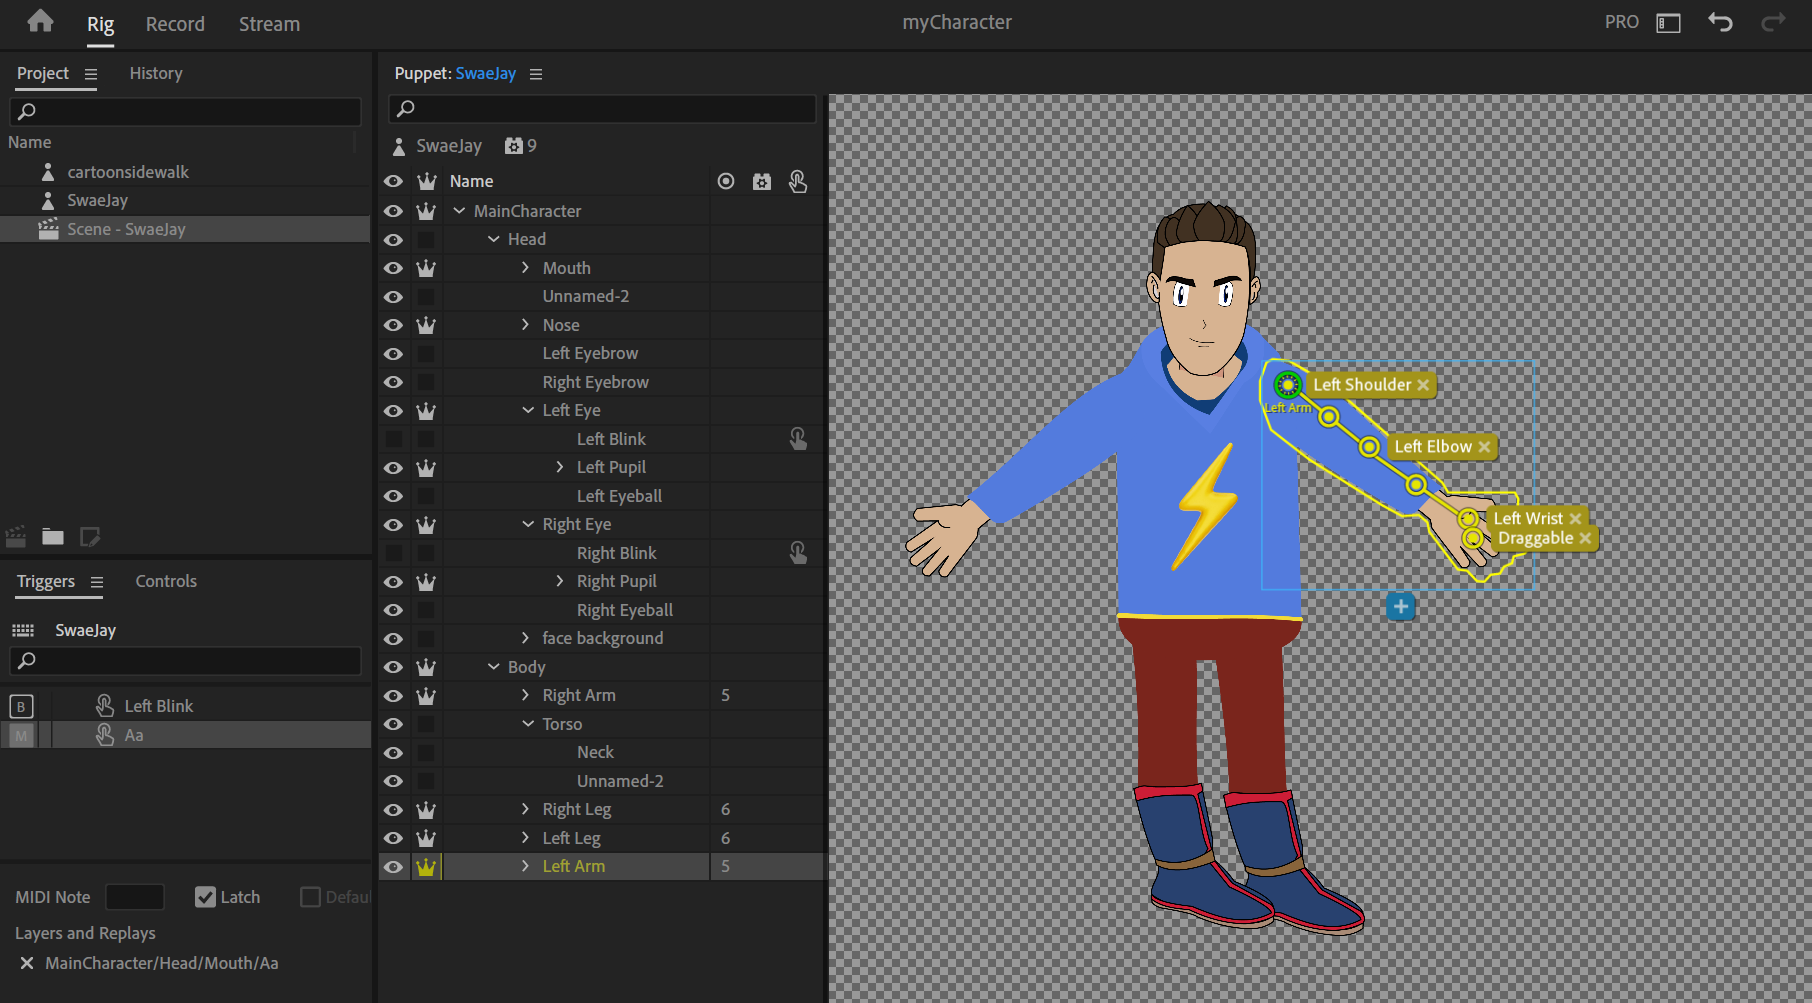 Rig Record Stream
myCharacter
PRO
Project History
Name
cartoonsidewalk
SwaeJay
Scene - SwaeJay
Triggers Controls
SwaeJay
B Left Blink
M Aa
MIDI Note Latch Defaul
Layers and Replays
MainCharacter/Head/Mouth/Aa
Puppet: SwaeJay
SwaeJay 9
Name
MainCharacter
Head
Mouth
Unnamed-2
Nose
Left Eyebrow
Right Eyebrow
Left Eye
Left Blink
Left Pupil
Left Eyeball
Right Eye
Right Blink
Right Pupil
Right Eyeball
face background
Body
Right Arm 5
Torso
Neck
Unnamed-2
Right Leg 6
Left Leg 6
Left Arm 5
Left Shoulder
Left Arm
Left Elbow
Left Wrist
Draggable